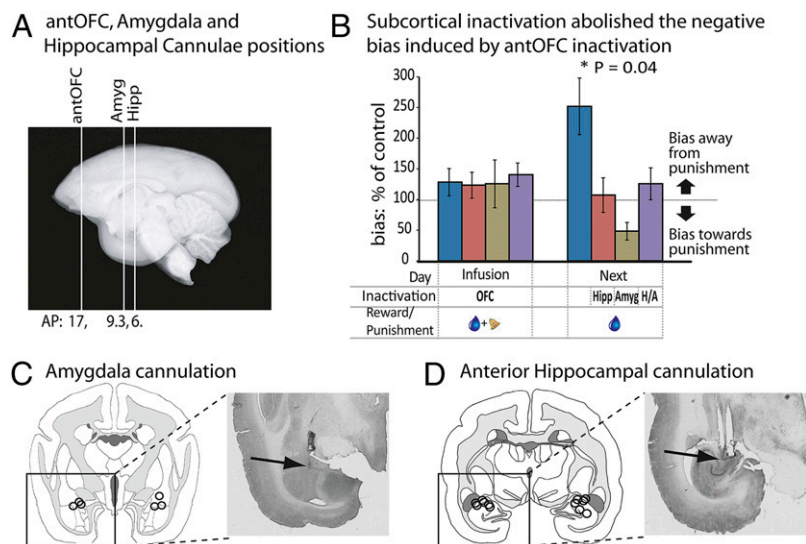 A
antOFC, Amygdala and
Hippocampal Cannulae positions
antOFC
Amyg
Hipp
AP: 17, 9.3, 6.
B
Subcortical inactivation abolished the negative
bias induced by antOFC inactivation
* P = 0.04
bias: % of control
300
250
200
150
100
50
0
Bias away
from
punishment
Bias towards
punishment
Day Infusion Next
Inactivation OFC Hipp Amyg H/A
Reward/
Punishment
+
C
Amygdala cannulation
D
Anterior Hippocampal cannulation